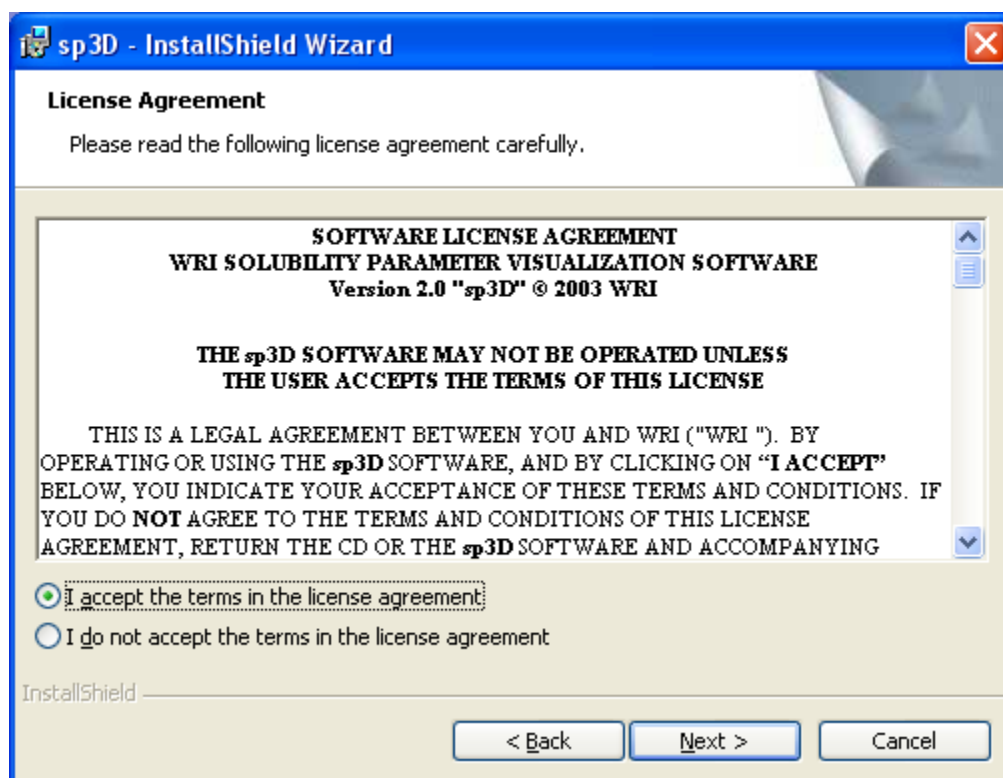 sp3D - InstallShield Wizard
License Agreement
Please read the following license agreement carefully.
SOFTWARE LICENSE AGREEMENT
WRI SOLUBILITY PARAMETER VISUALIZATION SOFTWARE
Version 2.0 "sp3D" © 2003 WRI
THE sp3D SOFTWARE MAY NOT BE OPERATED UNLESS
THE USER ACCEPTS THE TERMS OF THIS LICENSE
THIS IS A LEGAL AGREEMENT BETWEEN YOU AND WRI ("WRI ").  BY
OPERATING OR USING THE sp3D SOFTWARE, AND BY CLICKING ON “I ACCEPT”
BELOW, YOU INDICATE YOUR ACCEPTANCE OF THESE TERMS AND CONDITIONS.  IF
YOU DO NOT AGREE TO THE TERMS AND CONDITIONS OF THIS LICENSE
AGREEMENT, RETURN THE CD OR THE sp3D SOFTWARE AND ACCOMPANYING
I accept the terms in the license agreement
I do not accept the terms in the license agreement
InstallShield
< Back
Next >
Cancel